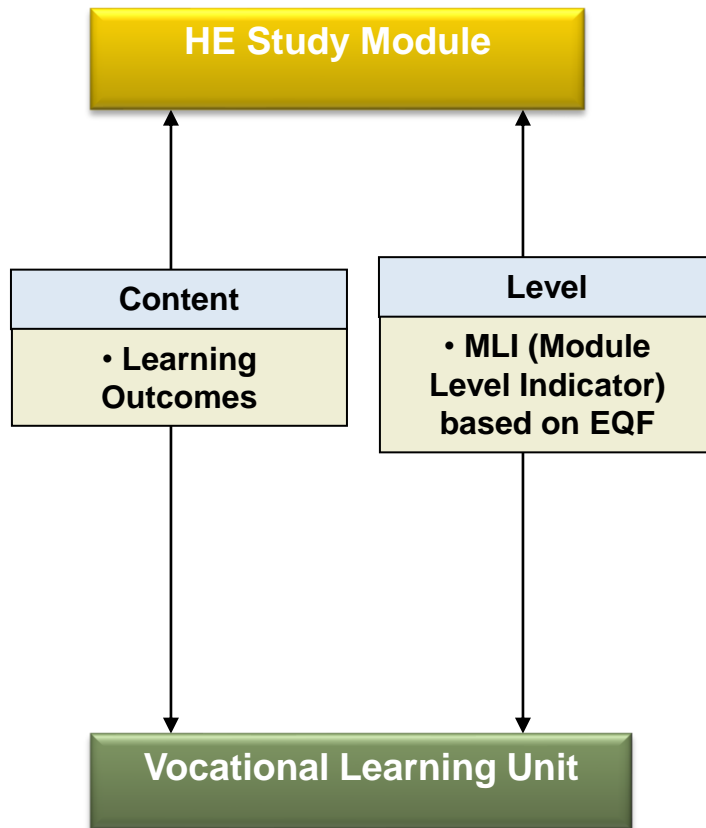 HE Study Module
Content
• Learning
Outcomes
Level
• MLI (Module
Level Indicator)
based on EQF
Vocational Learning Unit